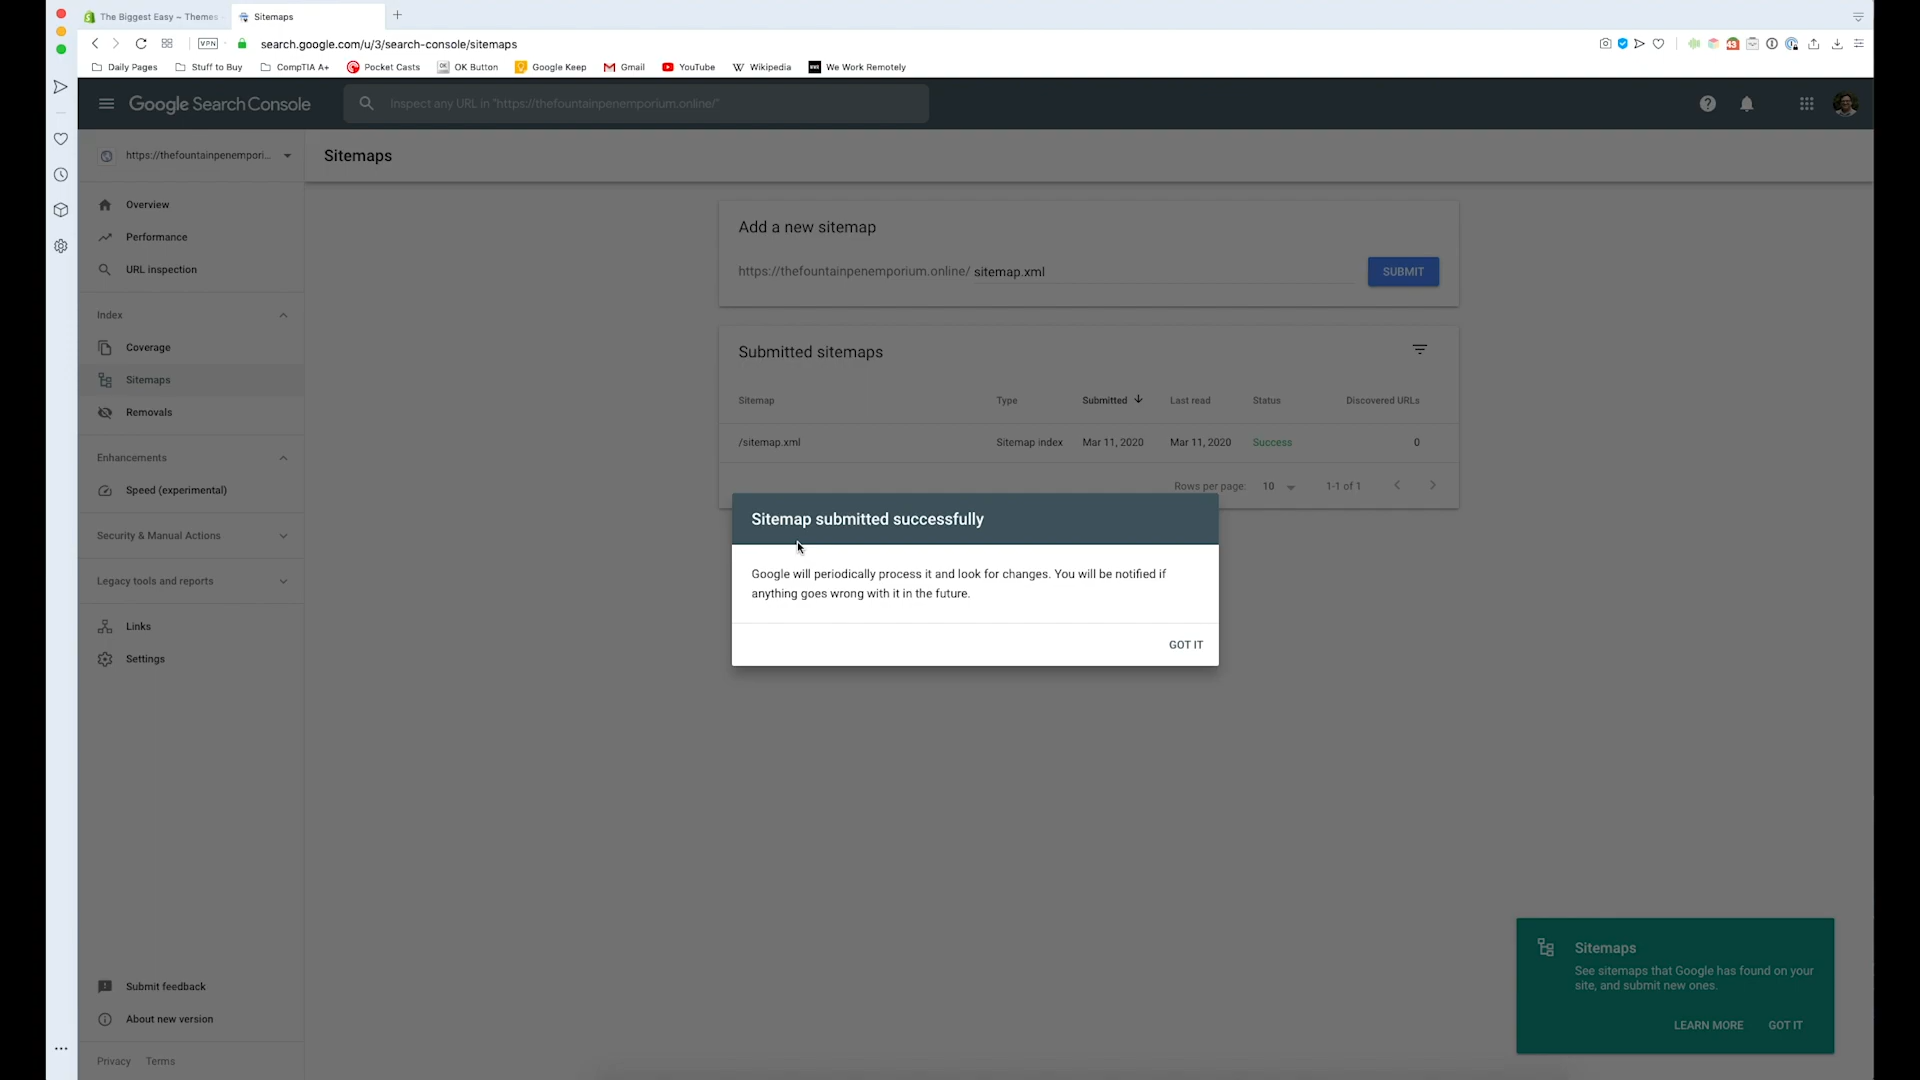 The Biggest Easy ~ Themes
Sitemaps
VPN
search.google.com/u/3/search-console/sitemaps
Daily Pages
Stuff to Buy
CompTIA A+
Pocket Casts
OK Button
Google Keep
Gmail
YouTube
Wikipedia
We Work Remotely
Google Search Console
Inspect any URL in "https://thefountainpenemporium.online/"
https://thefountainpenempori...
Sitemaps
Overview
Performance
URL inspection
Index
Coverage
Sitemaps
Removals
Enhancements
Speed (experimental)
Security & Manual Actions
Legacy tools and reports
Links
Settings
Submit feedback
About new version
Privacy Terms
Add a new sitemap
https://thefountainpenemporium.online/ sitemap.xml
SUBMIT
Submitted sitemaps
Sitemap Type Submitted Last read Status Discovered URLs
/sitemap.xml Sitemap index Mar 11, 2020 Mar 11, 2020 Success 0
Rows per page: 10 1-1 of 1
Sitemap submitted successfully
Google will periodically process it and look for changes. You will be notified if
anything goes wrong with it in the future.
GOT IT
Sitemaps
See sitemaps that Google has found on your
site, and submit new ones.
LEARN MORE GOT IT